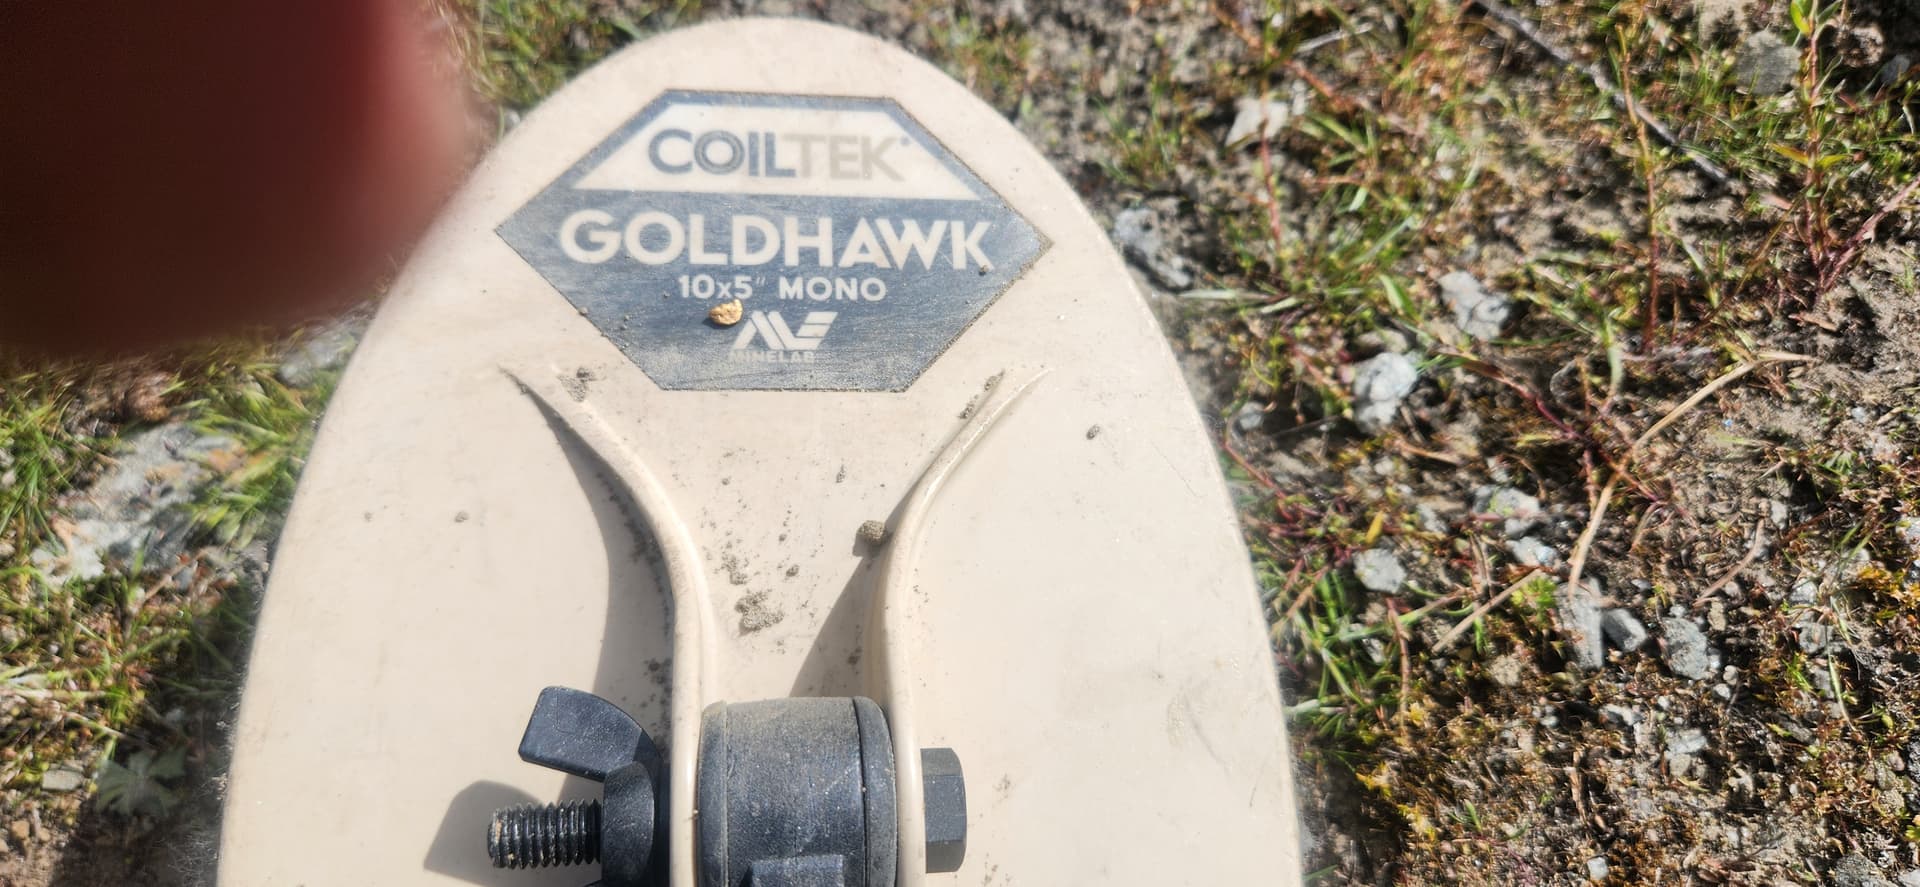 COILTEK
GOLDHAWK
10x5" MONO
MINELAB